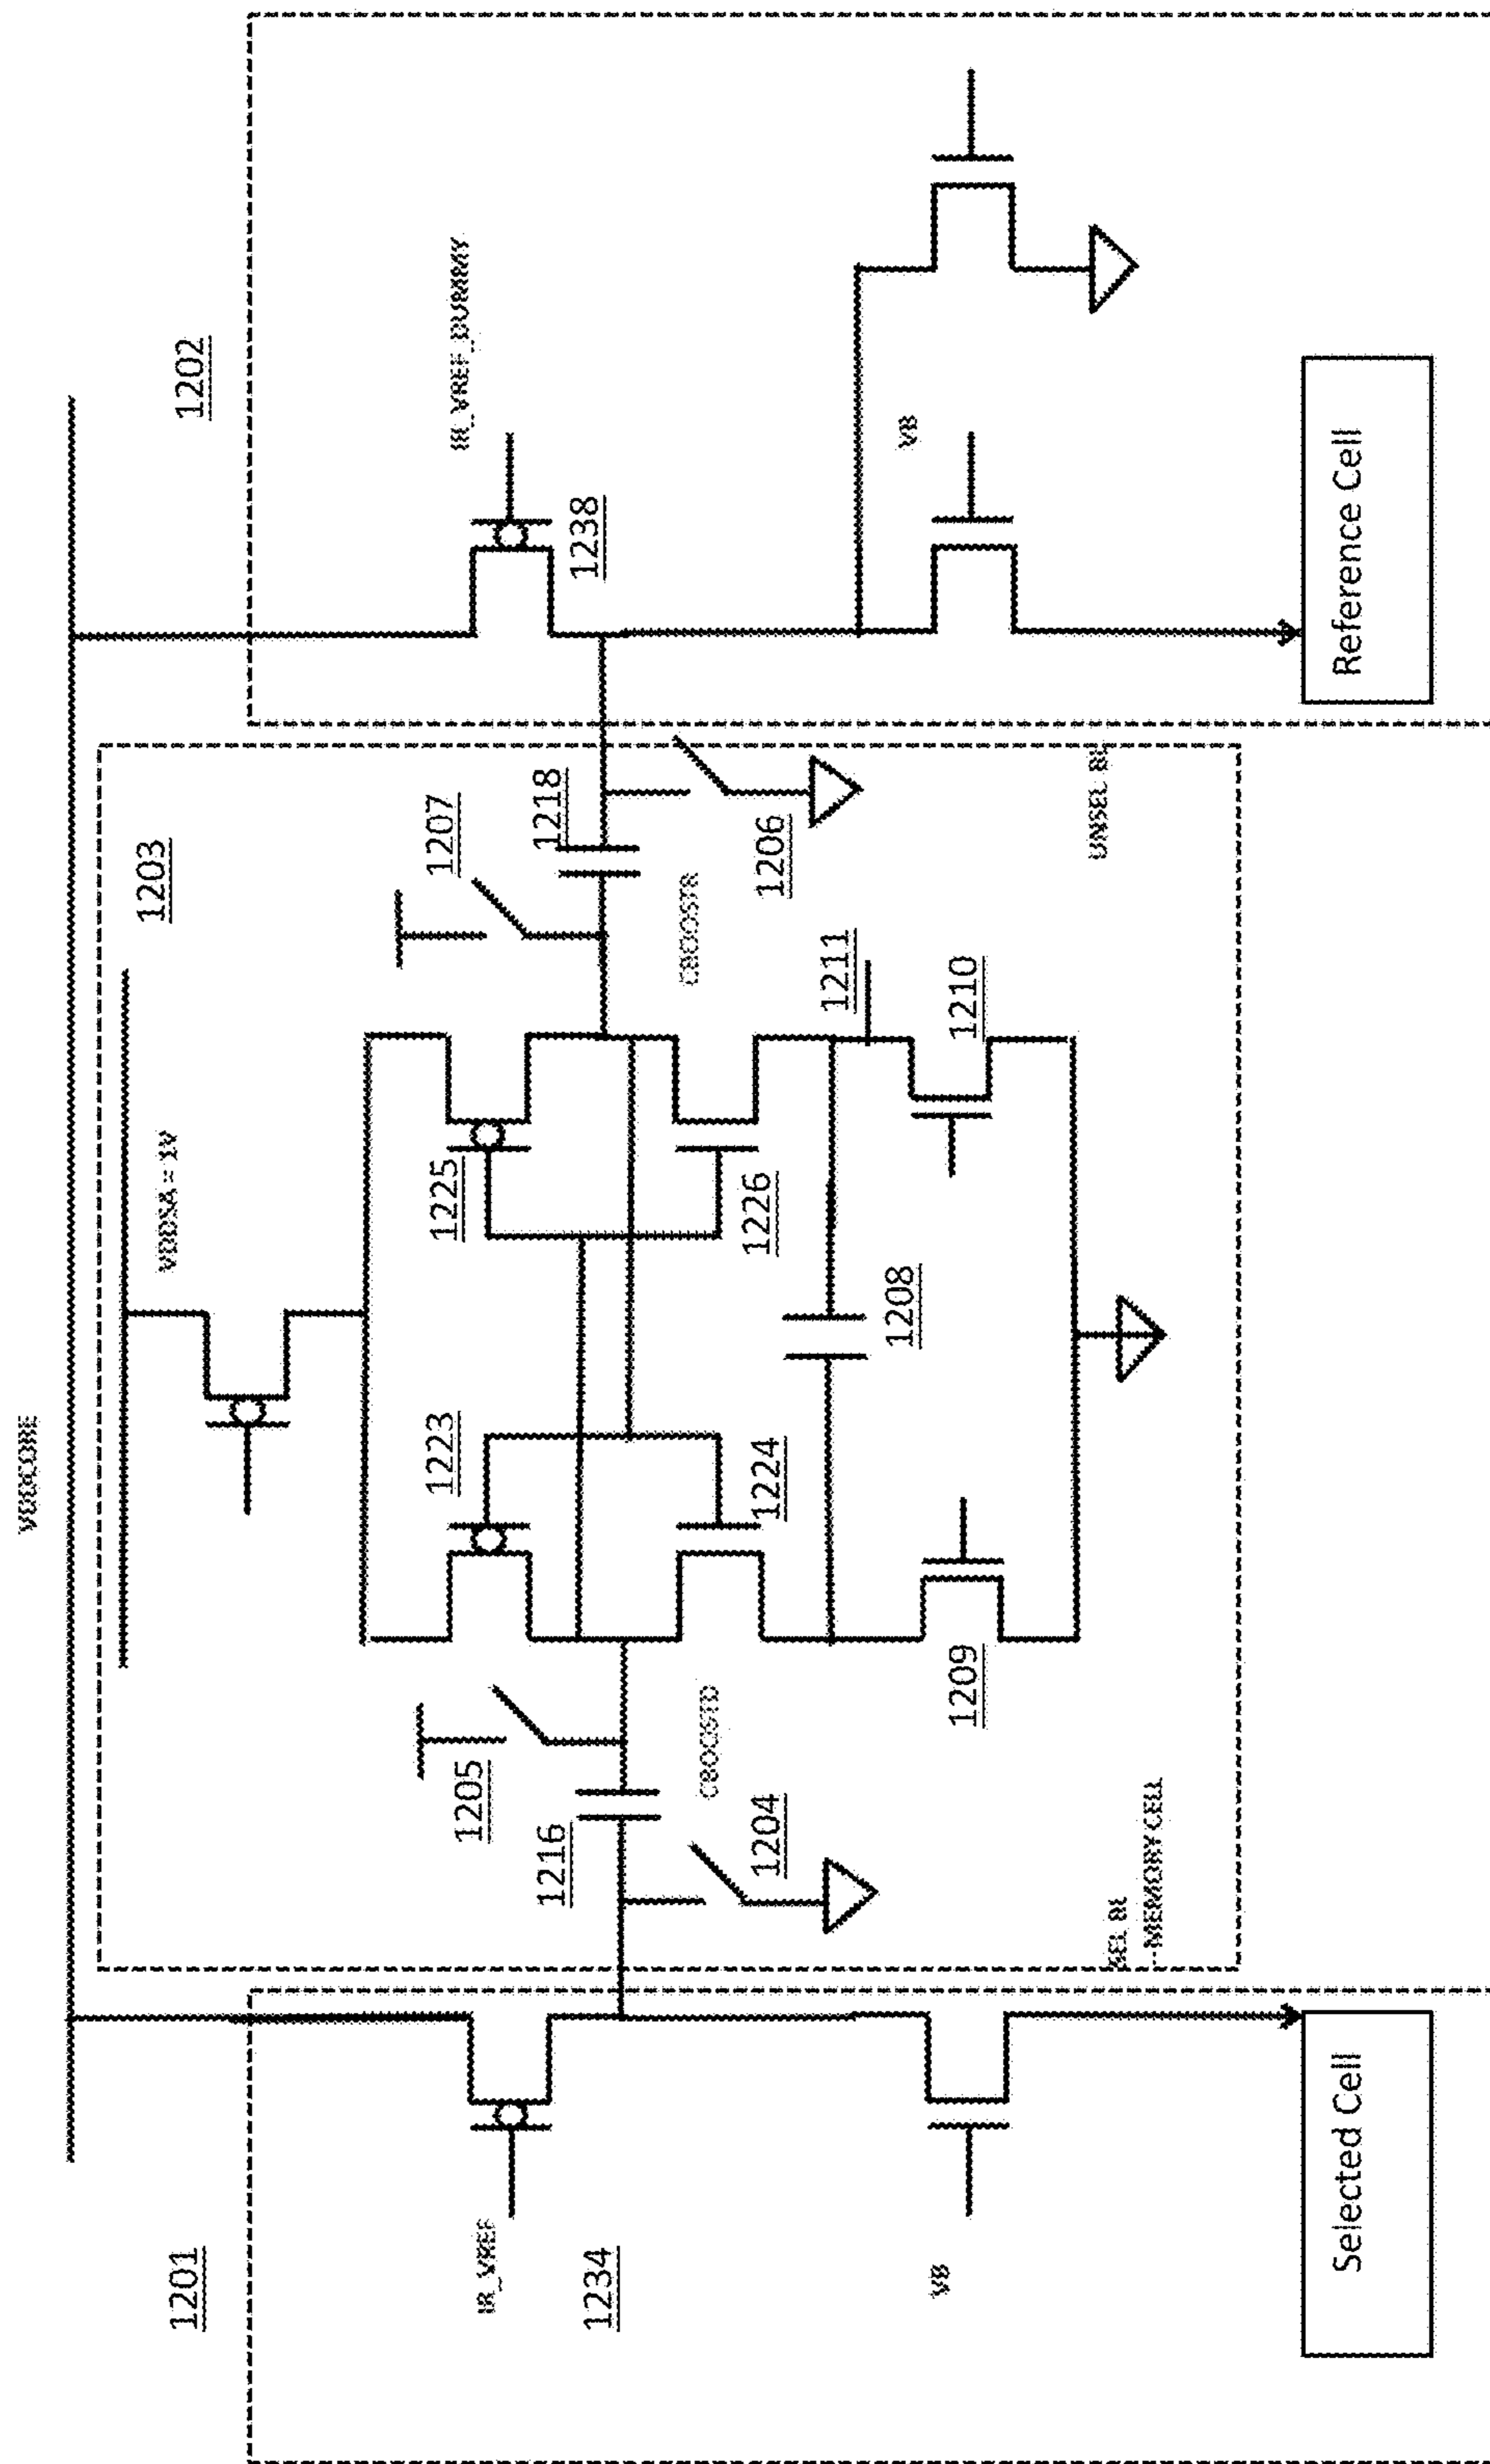 VDDCORE
1201
1203
1202
VDDSA = 1V
IR_VREF
1234
1205
1216
1204
CBOOSTD
1223
1224
1225
1226
1207
1218
CBOOSTR
1206
IR_VREF_DUMMY
1238
1208
1209
1211
1210
VB
VB
SEL BL
--MEMORY CELL
UNSEL BL
Selected Cell
Reference Cell